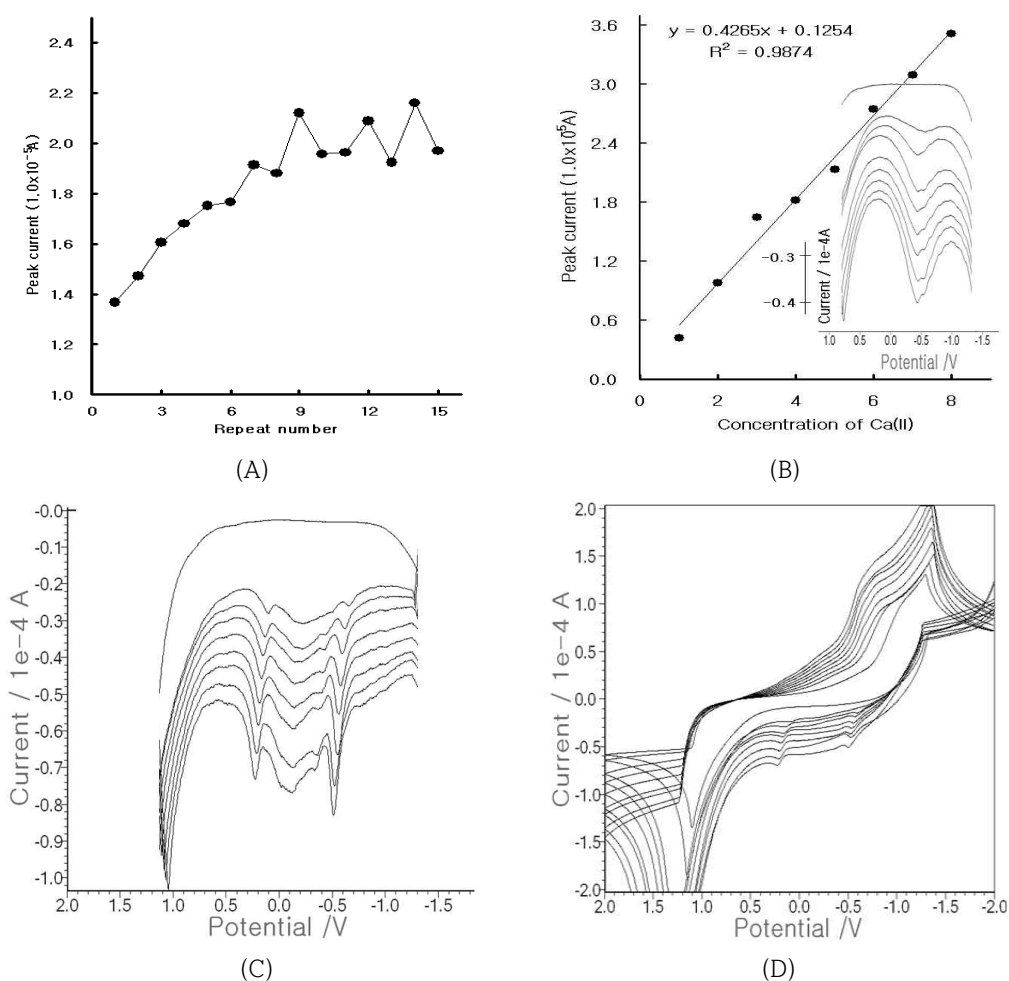 2.4
2.2
2.0
1.8
1.6
1.4
1.2
1.0
Peak current (1.0x10⁻⁵A)
0 3 6 9 12 15
Repeat number
(A)
y = 0.4265x + 0.1254
R² = 0.9874
3.6
3.0
2.4
1.8
1.2
0.6
0.0
Peak current (1.0x10⁵A)
-0.3
-0.4
Current / 1e-4A
1.0 0.5 0.0 -0.5 -1.0 -1.5
Potential /V
0 2 4 6 8
Concentration of Ca(II)
(B)
-0.0
-0.1
-0.2
-0.3
-0.4
-0.5
-0.6
-0.7
-0.8
-0.9
-1.0
Current / 1e-4 A
2.0 1.0 0.5 0.0 -0.5 -1.0 -1.5
Potential /V
(C)
2.0
1.5
1.0
0.5
0.0
-0.5
-1.0
-1.5
-2.0
Current / 1e-4 A
2.0 1.5 1.0 0.5 0.0 -0.5 -1.0 -1.5 -2.0
Potential /V
(D)